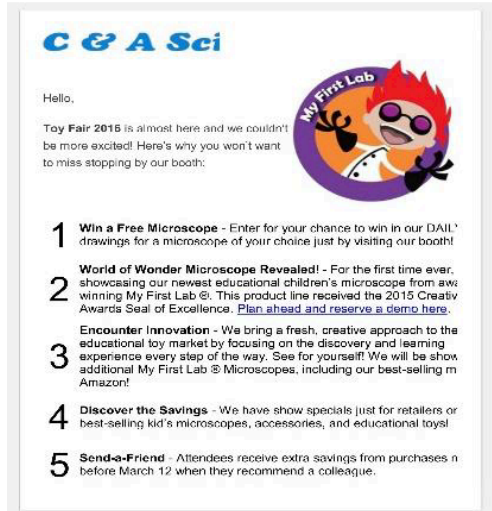 C & A Sci
My First Lab
Hello,
Toy Fair 2016 is almost here and we couldn't
be more excited! Here's why you won't want
to miss stopping by our booth:
1 Win a Free Microscope - Enter for your chance to win in our DAIL
drawings for a microscope of your choice just by visiting our booth!
2 World of Wonder Microscope Revealed! - For the first time ever,
showcasing our newest educational children's microscope from awa
winning My First Lab ®. This product line received the 2015 Creativ
Awards Seal of Excellence. Plan ahead and reserve a demo here.
3 Encounter Innovation - We bring a fresh, creative approach to the
educational toy market by focusing on the discovery and learning
experience every step of the way. See for yourself! We will be show
additional My First Lab ® Microscopes, including our best-selling m
Amazon!
4 Discover the Savings - We have show specials just for retailers or
best-selling kid's microscopes, accessories, and educational toys!
5 Send-a-Friend - Attendees receive extra savings from purchases n
before March 12 when they recommend a colleague.